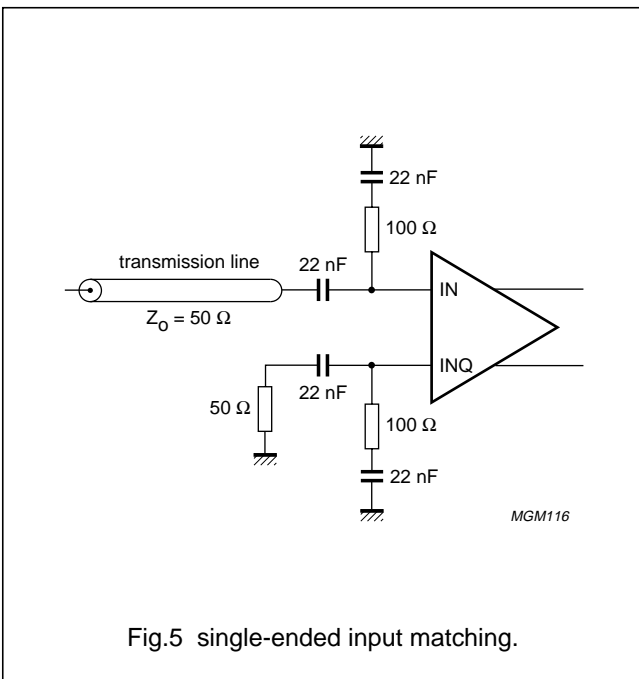 22 nF
100 Ω
transmission line
22 nF
IN
Z₀ = 50 Ω
INQ
22 nF
50 Ω
100 Ω
22 nF
MGM116
Fig.5 single-ended input matching.